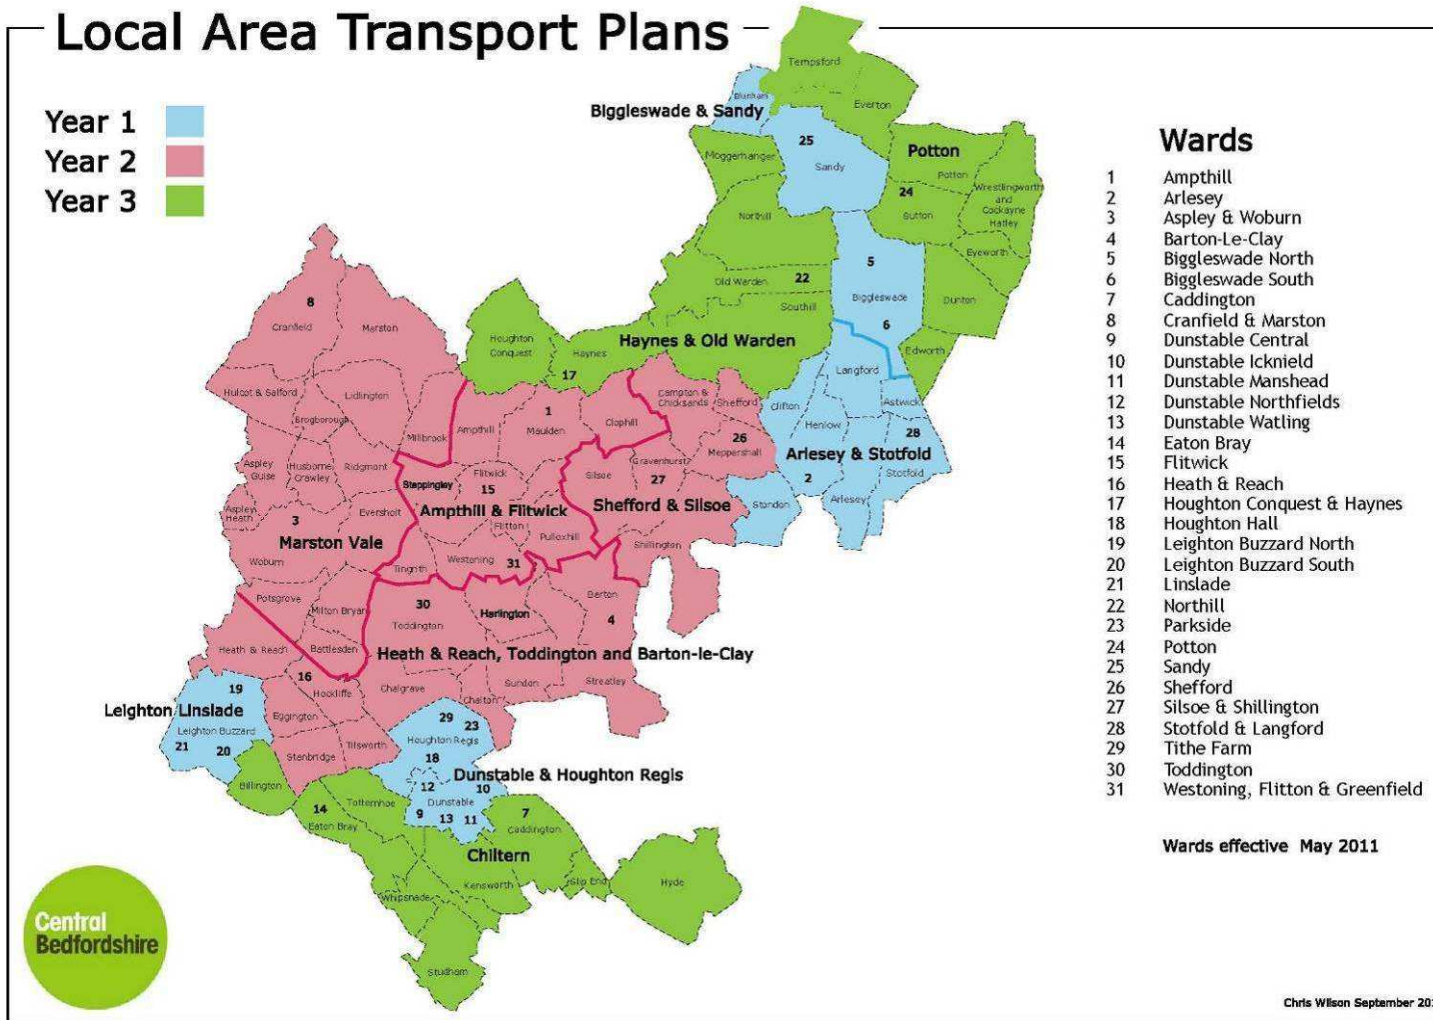 Local Area Transport Plans
Year 1
Year 2
Year 3
Biggleswade & Sandy
Blunham
Tempsford
Everton
25
Sandy
Moggerhanger
Potton
Potton
24
Sutton
Wrestlingworth
and
Cockayne
Hatley
Eyeworth
Northill
5
Biggleswade
6
Dunton
Edworth
Old Warden
22
Southill
Haynes & Old Warden
Houghton
Conquest
Haynes
17
8
Cranfield
Marston
Hulcot & Salford
Lidlington
Brogborough
Millbrook
Ampthill
1
Maulden
Clophill
Campton &
Chicksands
Shefford
26
Meppershall
Clifton
Langford
Astwick
Henlow
28
Arlesey & Stotfold
Stotfold
2
Arlesey
Stondon
Aspley
Guise
Husborne
Crawley
Ridgmont
Steppingley
Flitwick
15
Ampthill & Flitwick
Flitton
Pulloxhill
Silsoe
Gravenhurst
27
Shefford & Silsoe
Shillington
Aspley
Heath
3
Eversholt
Marston Vale
Woburn
Tingrith
Westoning
31
Potsgrove
Milton Bryan
Battlesden
30
Toddington
Harlington
Barton
4
Heath & Reach, Toddington and Barton-le-Clay
Heath & Reach
16
Hockliffe
Chalgrave
Chalton
Sundon
Streatley
19
Leighton Linslade
Leighton Buzzard
21
20
Eggington
Stanbridge
Tilsworth
29
23
Houghton Regis
18
Dunstable & Houghton Regis
12
10
Dunstable
9
13
11
Billington
14
Eaton Bray
Totternhoe
7
Caddington
Chiltern
Kensworth
Slip End
Hyde
Whipsnade
Studham
Wards
1 Ampthill
2 Arlesey
3 Aspley & Woburn
4 Barton-Le-Clay
5 Biggleswade North
6 Biggleswade South
7 Caddington
8 Cranfield & Marston
9 Dunstable Central
10 Dunstable Icknield
11 Dunstable Manshead
12 Dunstable Northfields
13 Dunstable Watling
14 Eaton Bray
15 Flitwick
16 Heath & Reach
17 Houghton Conquest & Haynes
18 Houghton Hall
19 Leighton Buzzard North
20 Leighton Buzzard South
21 Linslade
22 Northill
23 Parkside
24 Potton
25 Sandy
26 Shefford
27 Silsoe & Shillington
28 Stotfold & Langford
29 Tithe Farm
30 Toddington
31 Westoning, Flitton & Greenfield
Wards effective May 2011
Central
Bedfordshire
Chris Wilson September